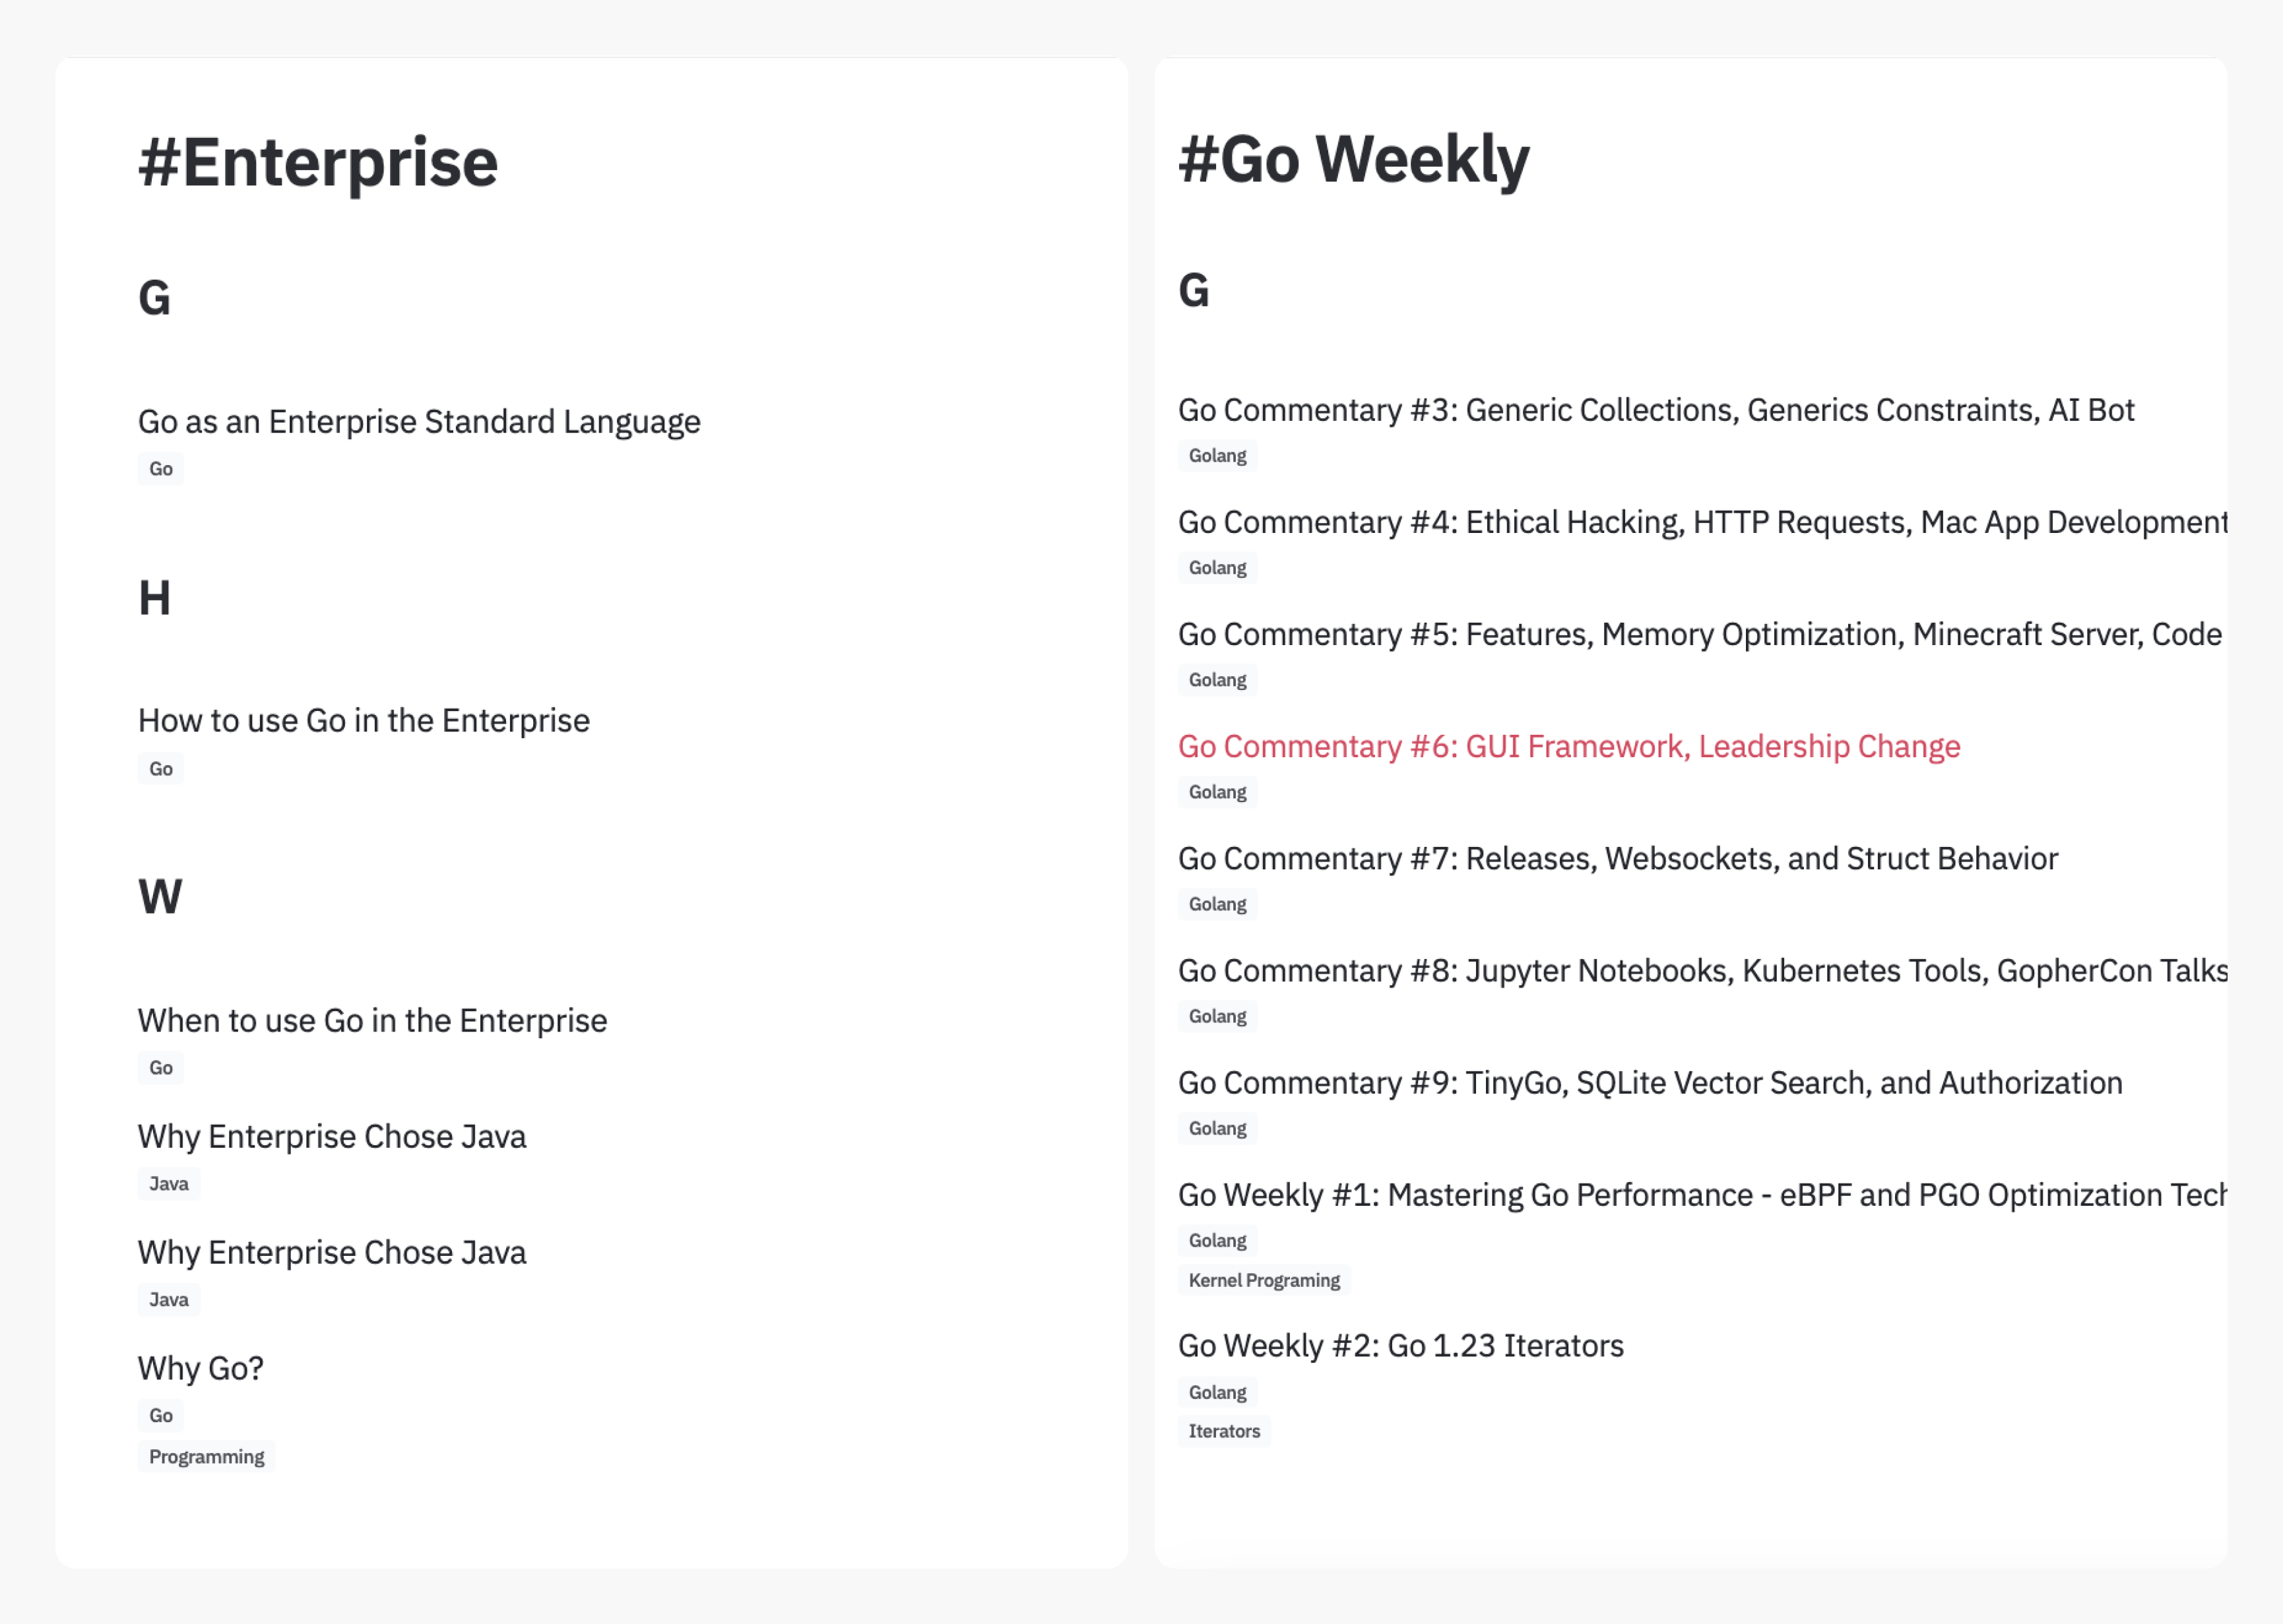 #Enterprise
G
Go as an Enterprise Standard Language
Go
H
How to use Go in the Enterprise
Go
W
When to use Go in the Enterprise
Go
Why Enterprise Chose Java
Java
Why Enterprise Chose Java
Java
Why Go?
Go
Programming
#Go Weekly
G
Go Commentary #3: Generic Collections, Generics Constraints, AI Bot
Golang
Go Commentary #4: Ethical Hacking, HTTP Requests, Mac App Development
Golang
Go Commentary #5: Features, Memory Optimization, Minecraft Server, Code
Golang
Go Commentary #6: GUI Framework, Leadership Change
Golang
Go Commentary #7: Releases, Websockets, and Struct Behavior
Golang
Go Commentary #8: Jupyter Notebooks, Kubernetes Tools, GopherCon Talks
Golang
Go Commentary #9: TinyGo, SQLite Vector Search, and Authorization
Golang
Go Weekly #1: Mastering Go Performance - eBPF and PGO Optimization Tech
Golang
Kernel Programing
Go Weekly #2: Go 1.23 Iterators
Golang
Iterators